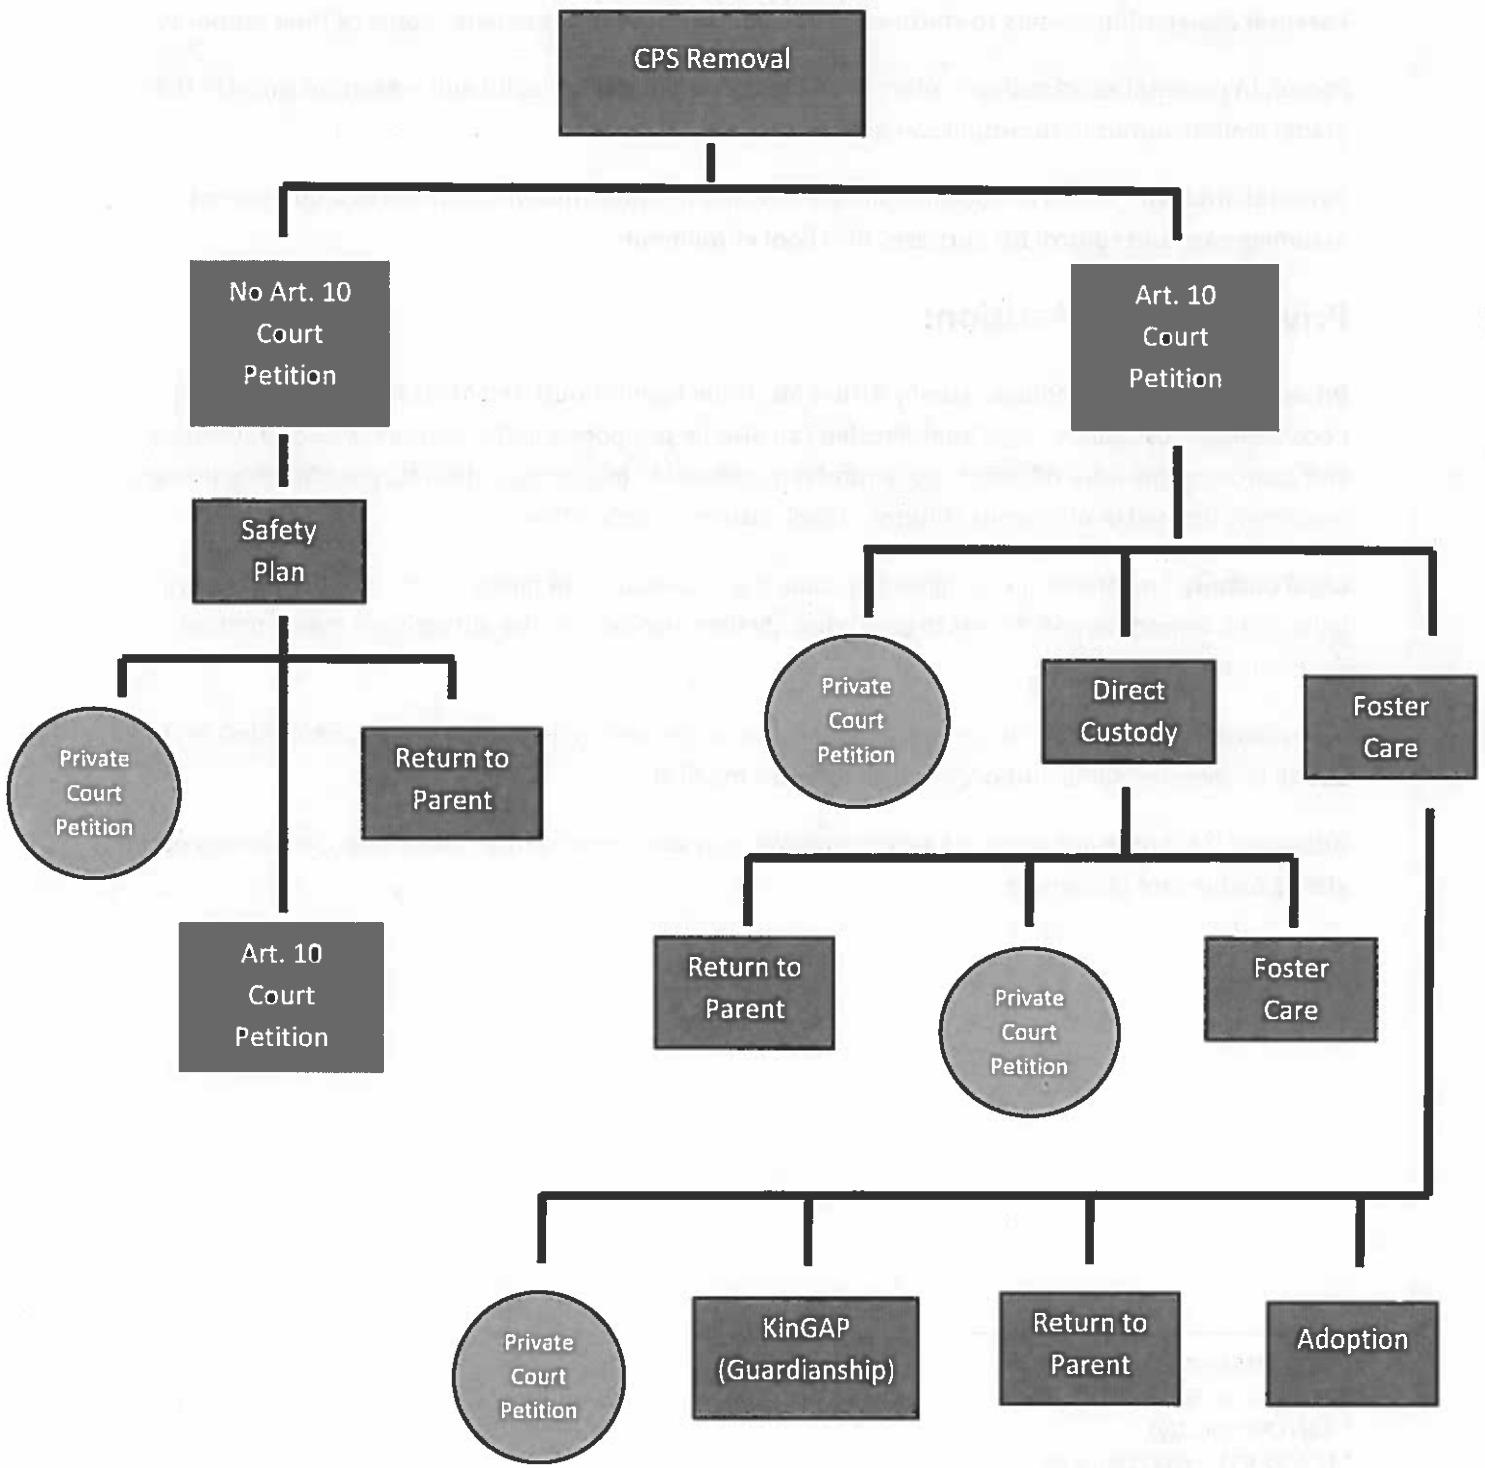 CPS Removal
No Art. 10
Court
Petition
Art. 10
Court
Petition
Safety
Plan
Private
Court
Petition
Return to
Parent
Art. 10
Court
Petition
Private
Court
Petition
Direct
Custody
Foster
Care
Return to
Parent
Private
Court
Petition
Foster
Care
Private
Court
Petition
KinGAP
(Guardianship)
Return to
Parent
Adoption